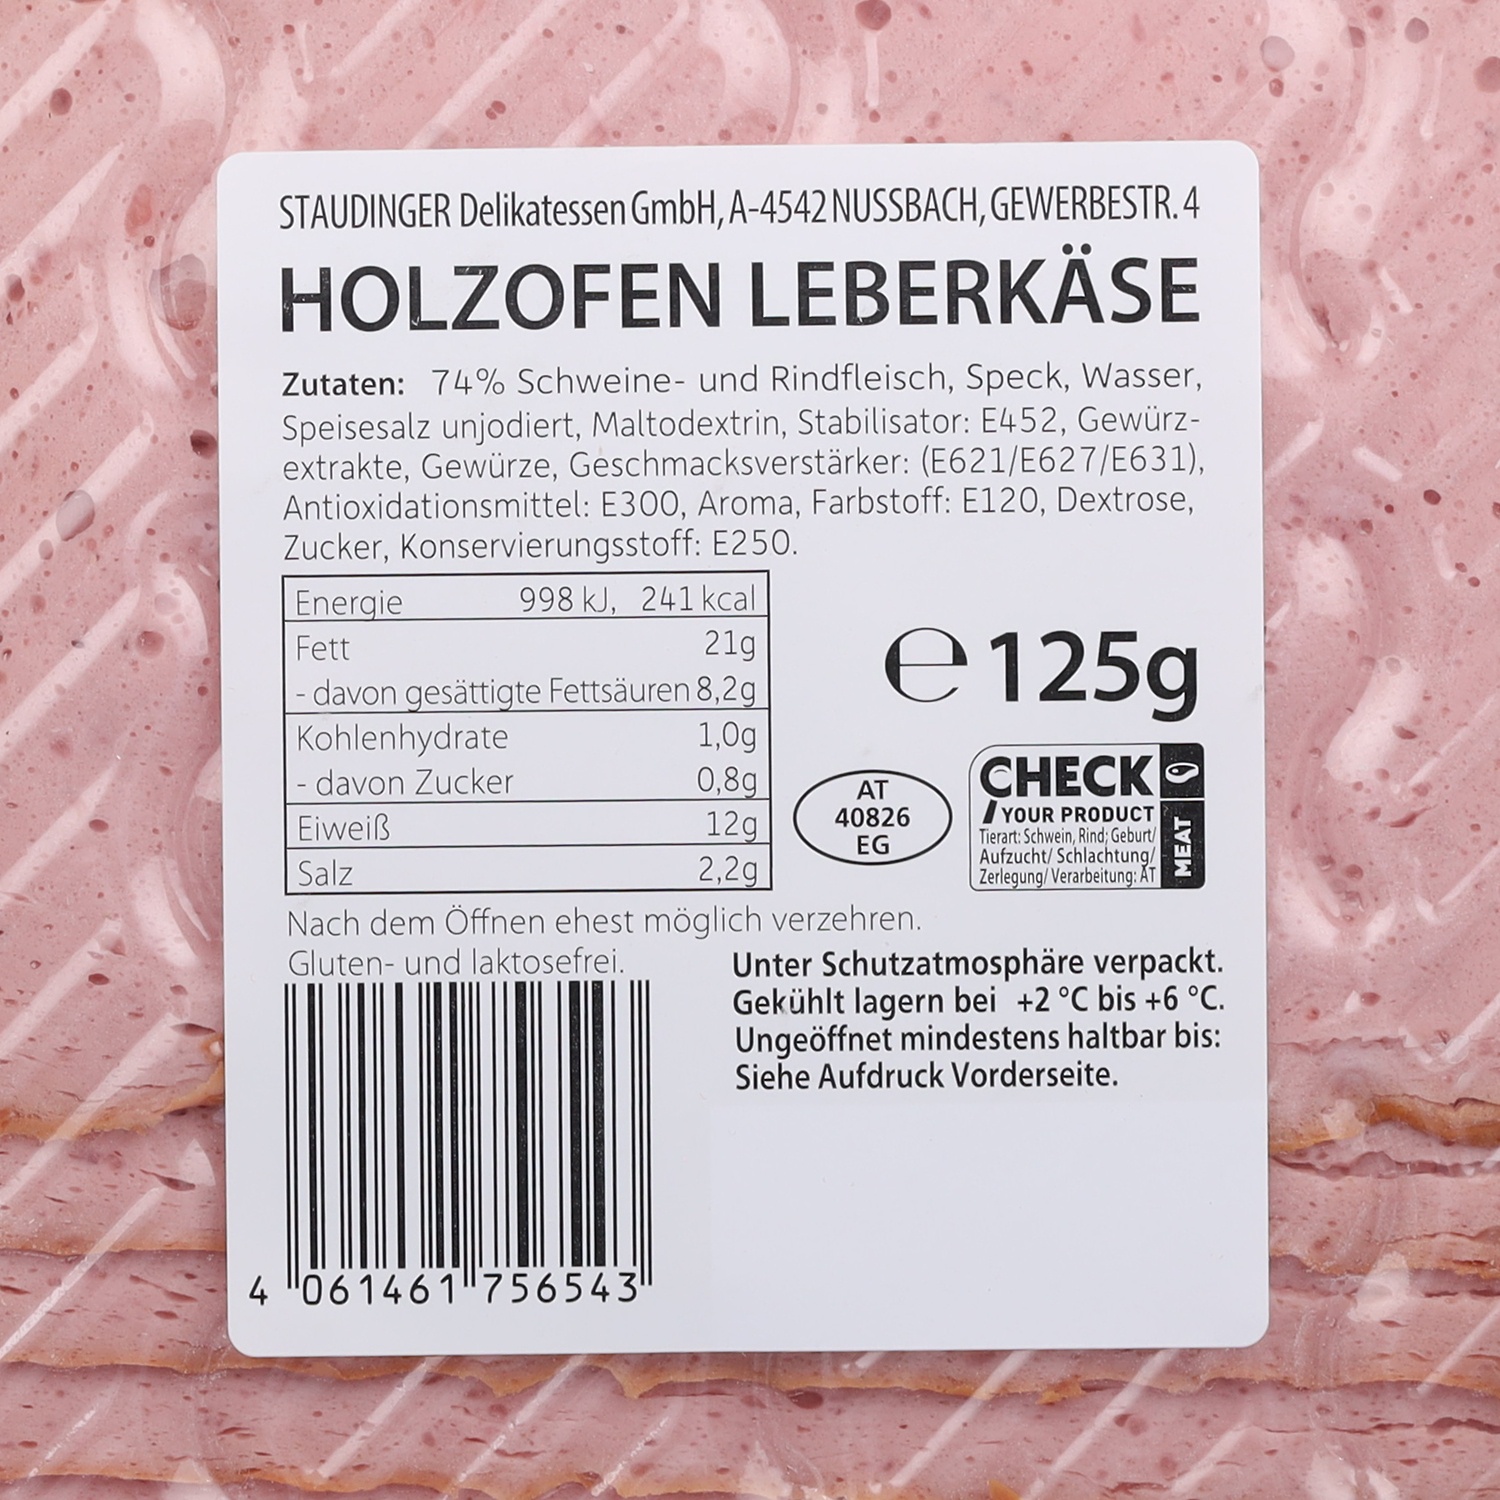 STAUDINGER Delikatessen GmbH, A-4542 NUSSBACH, GEWERBESTR. 4
HOLZOFEN LEBERKÄSE
Zutaten: 74% Schweine- und Rindfleisch, Speck, Wasser,
Speisesalz unjodiert, Maltodextrin, Stabilisator: E452, Gewürz-
extrakte, Gewürze, Geschmacksverstärker: (E621/E627/E631),
Antioxidationsmittel: E300, Aroma, Farbstoff: E120, Dextrose,
Zucker, Konservierungsstoff: E250.
Energie 998 kJ, 241 kcal
Fett 21g
- davon gesättigte Fettsäuren 8,2g
Kohlenhydrate 1,0g
- davon Zucker 0,8g
Eiweiß 12g
Salz 2,2g
℮ 125g
AT
40826
EG
CHECK
YOUR PRODUCT
Tierart: Schwein, Rind; Geburt/
Aufzucht/ Schlachtung/
Zerlegung/ Verarbeitung: AT
MEAT
Nach dem Öffnen ehest möglich verzehren.
Gluten- und laktosefrei.
Unter Schutzatmosphäre verpackt.
Gekühlt lagern bei +2 °C bis +6 °C.
Ungeöffnet mindestens haltbar bis:
Siehe Aufdruck Vorderseite.
4 061461 756543